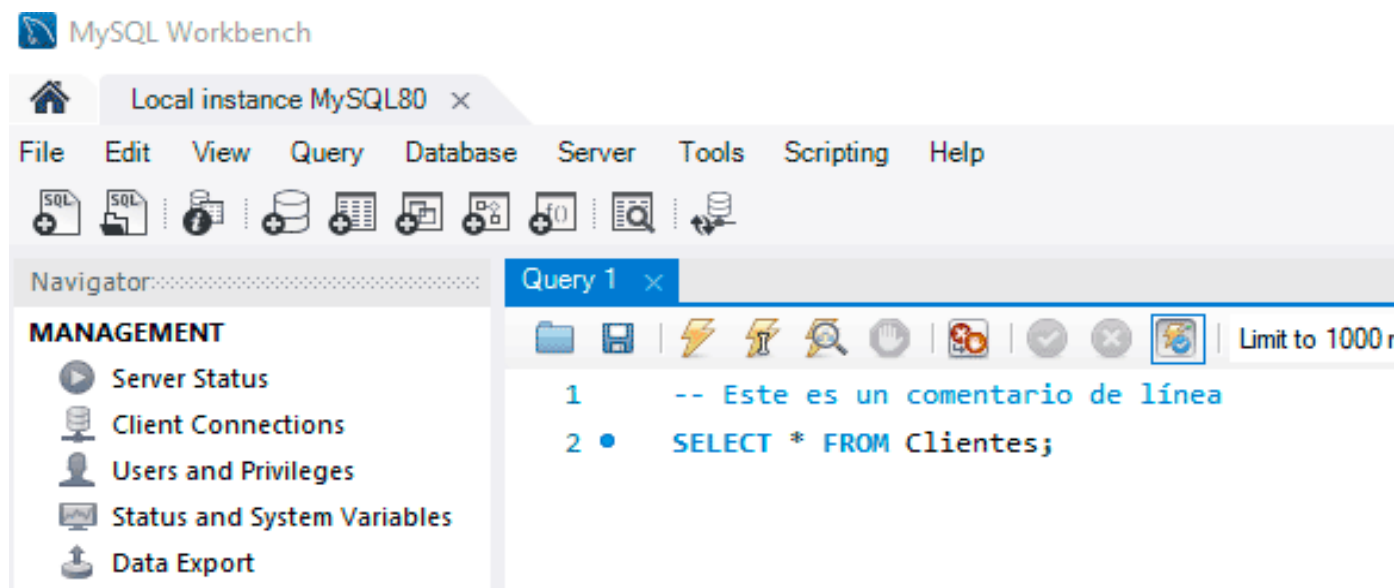 MySQL Workbench
Local instance MySQL80
File Edit View Query Database Server Tools Scripting Help
SQL SQL f()
Navigator
Query 1
MANAGEMENT
Limit to 1000 r
Server Status
1 -- Este es un comentario de línea
Client Connections
2 SELECT * FROM Clientes;
Users and Privileges
Status and System Variables
Data Export